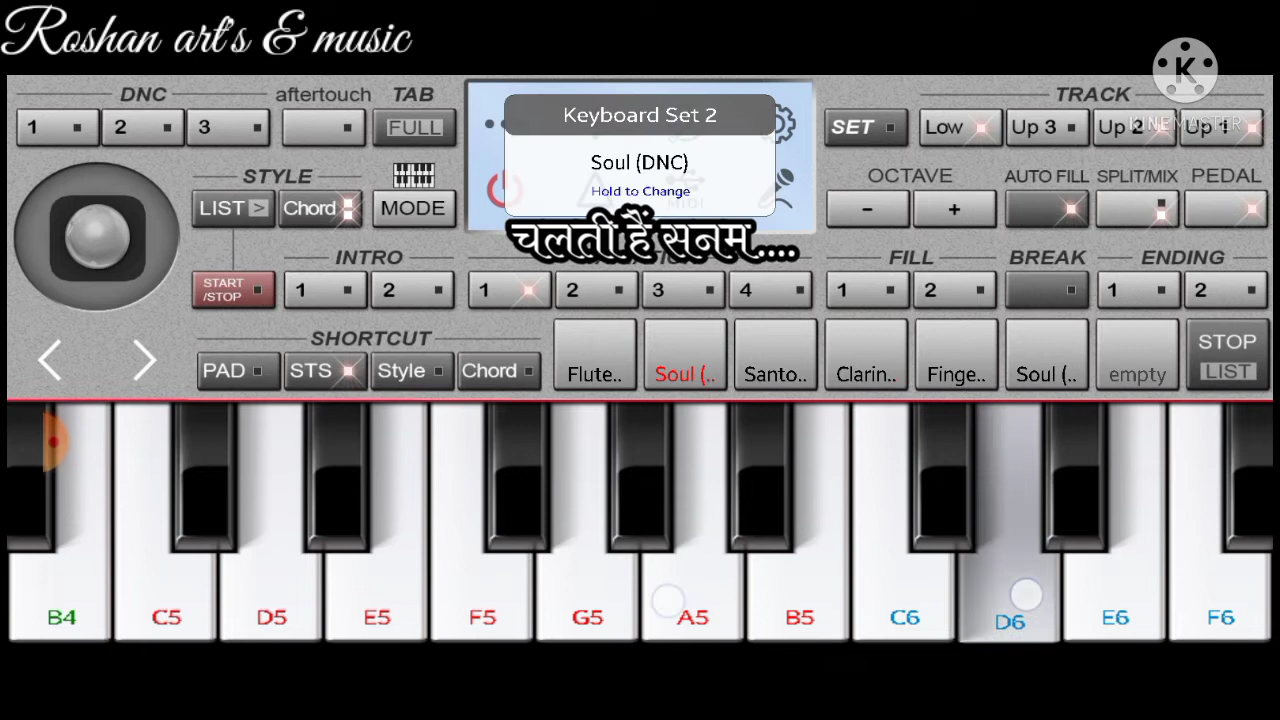 Roshan art's & music
K
KINEMASTER
DNC aftertouch TAB
1 2 3 FULL
Keyboard Set 2
Soul (DNC)
Hold to Change
MIDI
TRACK
SET Low Up 3 Up 2 Up 1
STYLE
LIST > Chord MODE
OCTAVE AUTO FILL SPLIT/MIX PEDAL
- +
चलती हैं सनम....
INTRO FILL BREAK ENDING
START /STOP 1 2 1 2 3 4 1 2 1 2
SHORTCUT
PAD STS Style Chord
Flute.. Soul (.. Santo.. Clarin.. Finge.. Soul (.. empty
STOP
LIST
B4 C5 D5 E5 F5 G5 A5 B5 C6 D6 E6 F6